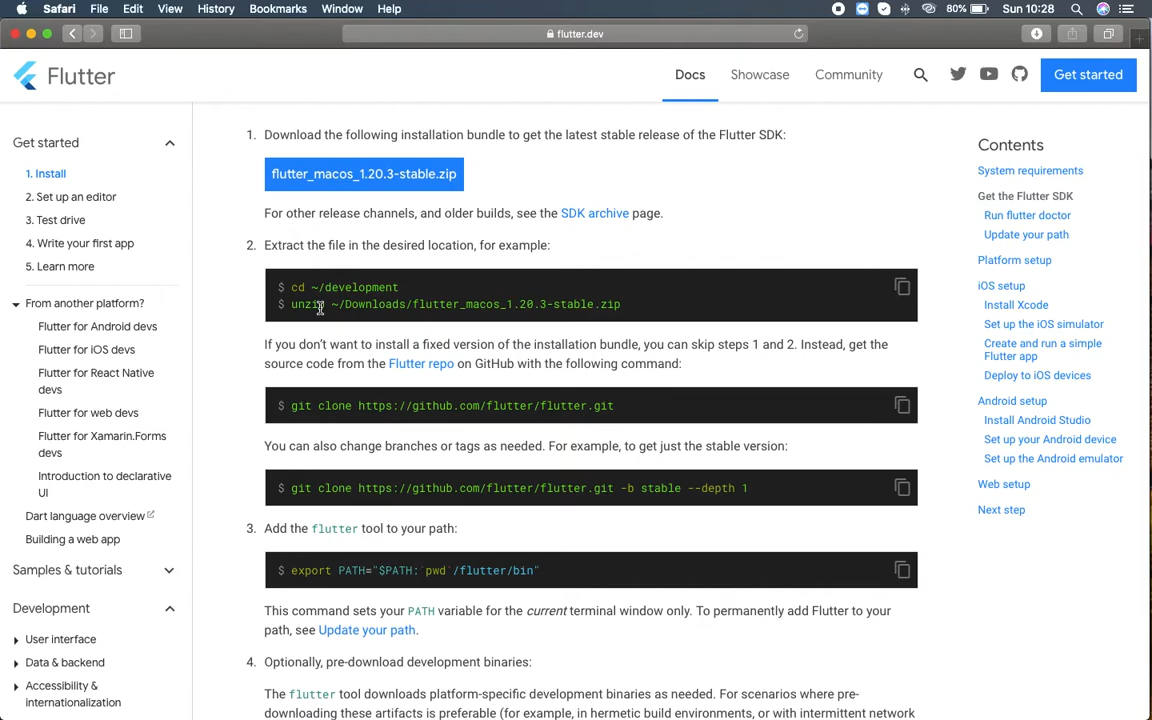 Safari File Edit View History Bookmarks Window Help 80% Sun 10:28
flutter.dev
Flutter Docs Showcase Community Get started
Get started
1. Install
2. Set up an editor
3. Test drive
4. Write your first app
5. Learn more
From another platform?
Flutter for Android devs
Flutter for iOS devs
Flutter for React Native
devs
Flutter for web devs
Flutter for Xamarin.Forms
devs
Introduction to declarative
UI
Dart language overview
Building a web app
Samples & tutorials
Development
User interface
Data & backend
Accessibility &
internationalization
1. Download the following installation bundle to get the latest stable release of the Flutter SDK:
flutter_macos_1.20.3-stable.zip
For other release channels, and older builds, see the SDK archive page.
2. Extract the file in the desired location, for example:
$ cd ~/development
$ unzip ~/Downloads/flutter_macos_1.20.3-stable.zip
If you don't want to install a fixed version of the installation bundle, you can skip steps 1 and 2. Instead, get the
source code from the Flutter repo on GitHub with the following command:
$ git clone https://github.com/flutter/flutter.git
You can also change branches or tags as needed. For example, to get just the stable version:
$ git clone https://github.com/flutter/flutter.git -b stable --depth 1
3. Add the flutter tool to your path:
$ export PATH="$PATH:`pwd`/flutter/bin"
This command sets your PATH variable for the current terminal window only. To permanently add Flutter to your
path, see Update your path.
4. Optionally, pre-download development binaries:
The flutter tool downloads platform-specific development binaries as needed. For scenarios where pre-
downloading these artifacts is preferable (for example, in hermetic build environments, or with intermittent network
Contents
System requirements
Get the Flutter SDK
Run flutter doctor
Update your path
Platform setup
iOS setup
Install Xcode
Set up the iOS simulator
Create and run a simple
Flutter app
Deploy to iOS devices
Android setup
Install Android Studio
Set up your Android device
Set up the Android emulator
Web setup
Next step